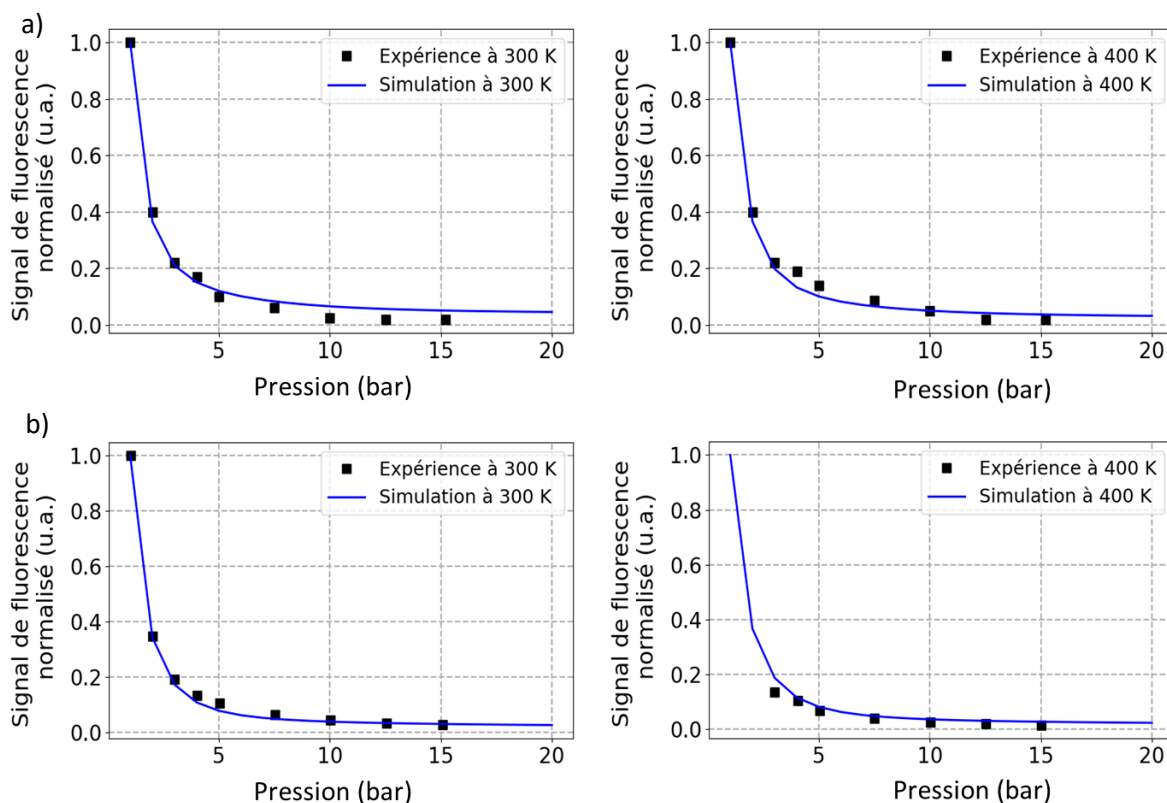 a)
Signal de fluorescence
normalisé (u.a.)
1.0
0.8
0.6
0.4
0.2
0.0
5
10
15
20
Pression (bar)
Expérience à 300 K
Simulation à 300 K
Signal de fluorescence
normalisé (u.a.)
1.0
0.8
0.6
0.4
0.2
0.0
5
10
15
20
Pression (bar)
Expérience à 400 K
Simulation à 400 K
b)
Signal de fluorescence
normalisé (u.a.)
1.0
0.8
0.6
0.4
0.2
0.0
5
10
15
20
Pression (bar)
Expérience à 300 K
Simulation à 300 K
Signal de fluorescence
normalisé (u.a.)
1.0
0.8
0.6
0.4
0.2
0.0
5
10
15
20
Pression (bar)
Expérience à 400 K
Simulation à 400 K